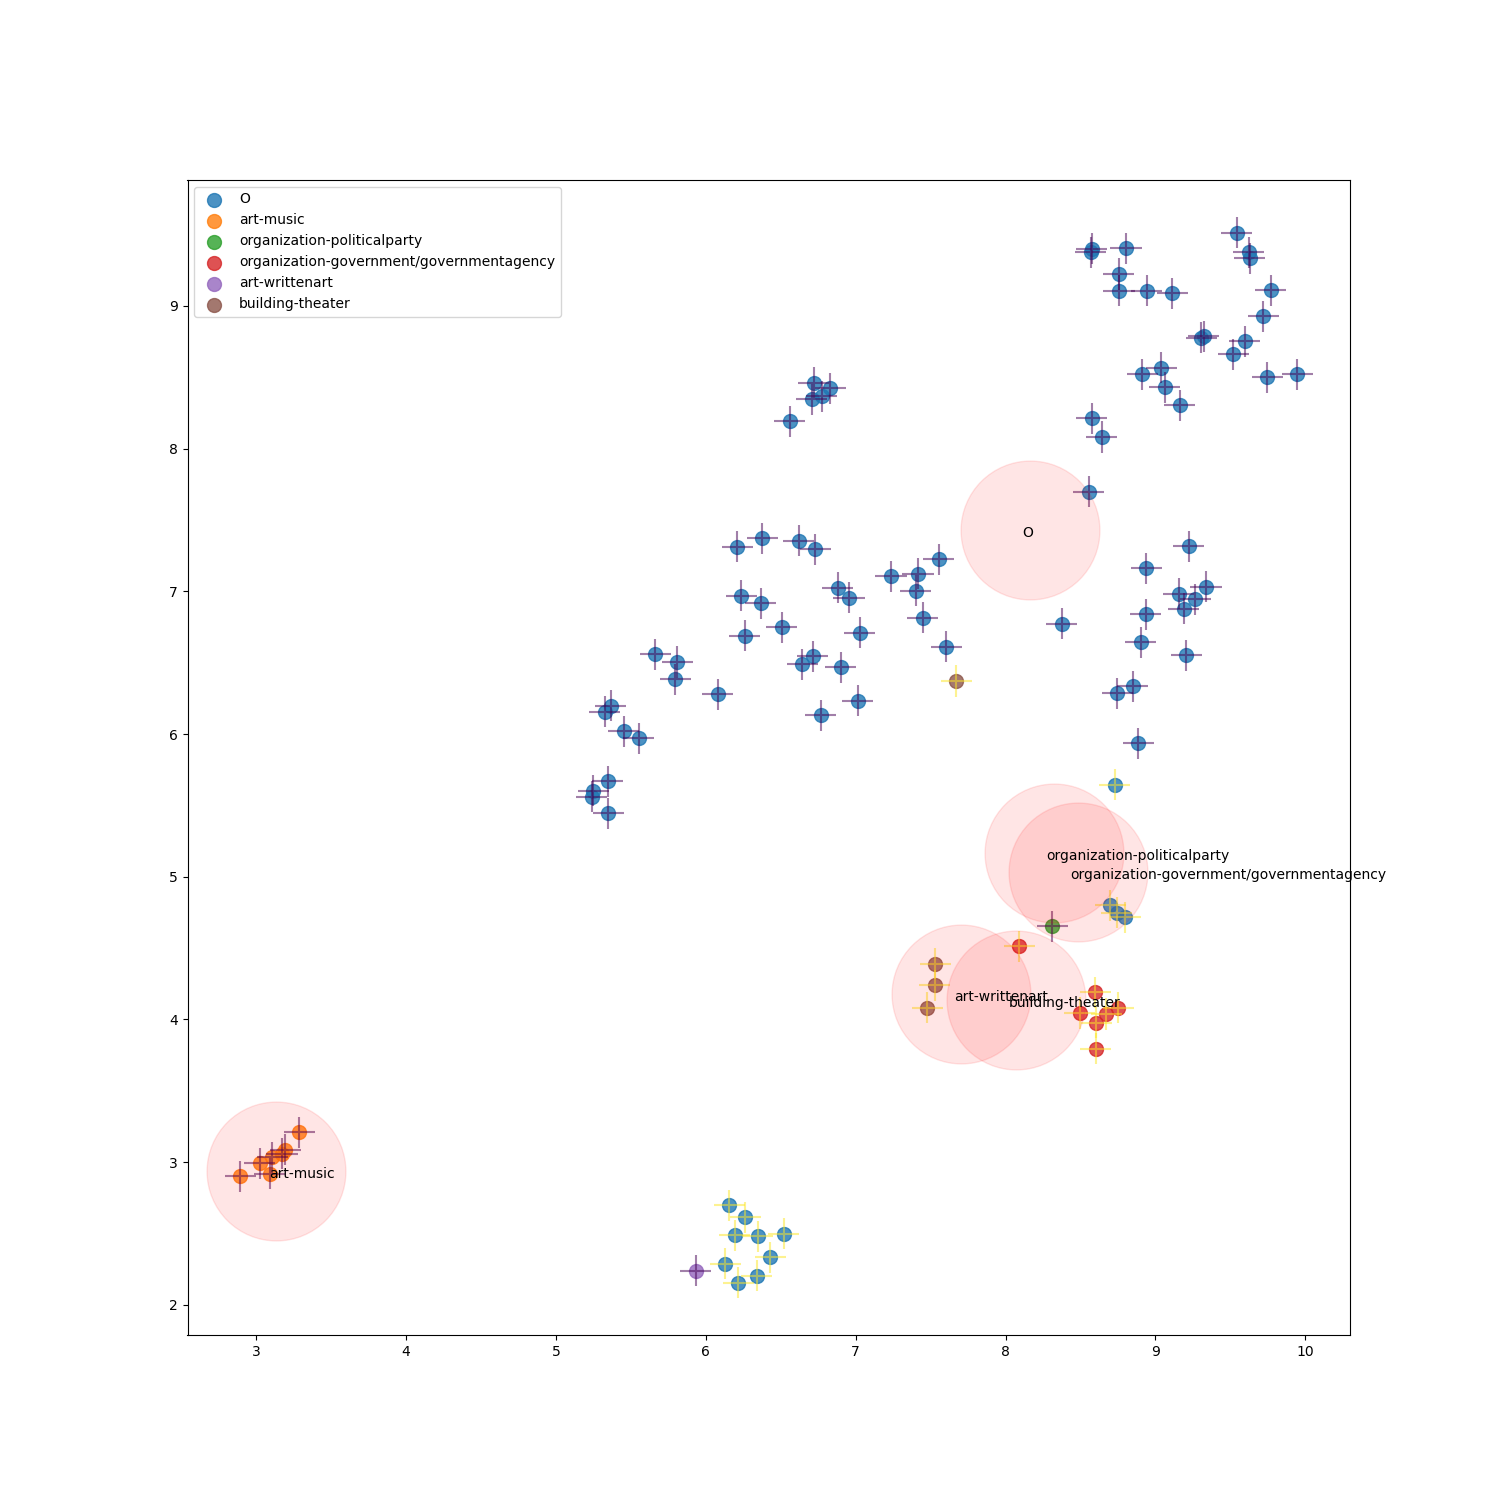 O
art-music
organization-politicalparty
organization-government/governmentagency
art-writtenart
building-theater
9
8
7
6
5
4
3
2
O
organization-politicalparty
organization-government/governmentagency
art-writtenart
building-theater
art-music
3 4 5 6 7 8 9 10